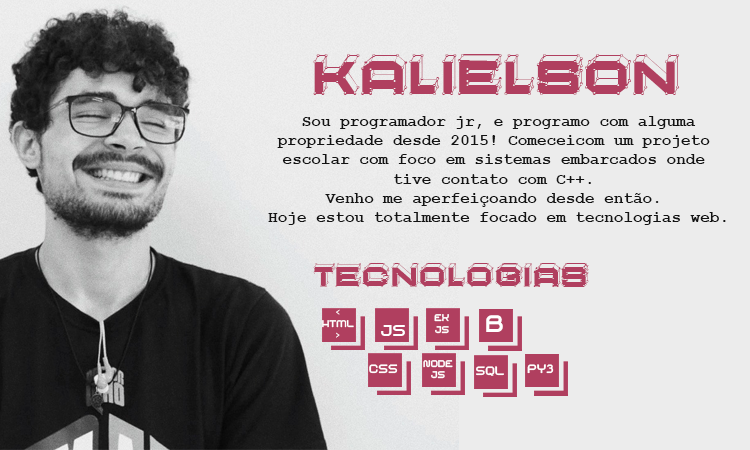 KALIELSON
Sou programador jr, e programo com alguma
propriedade desde 2015! Comeceicom um projeto
escolar com foco em sistemas embarcados onde
tive contato com C++.
Venho me aperfeiçoando desde então.
Hoje estou totalmente focado em tecnologias web.
TECNOLOGIAS
<
HTML
>
JS
EX
JS
B
CSS
NODE
JS
SQL
PY3